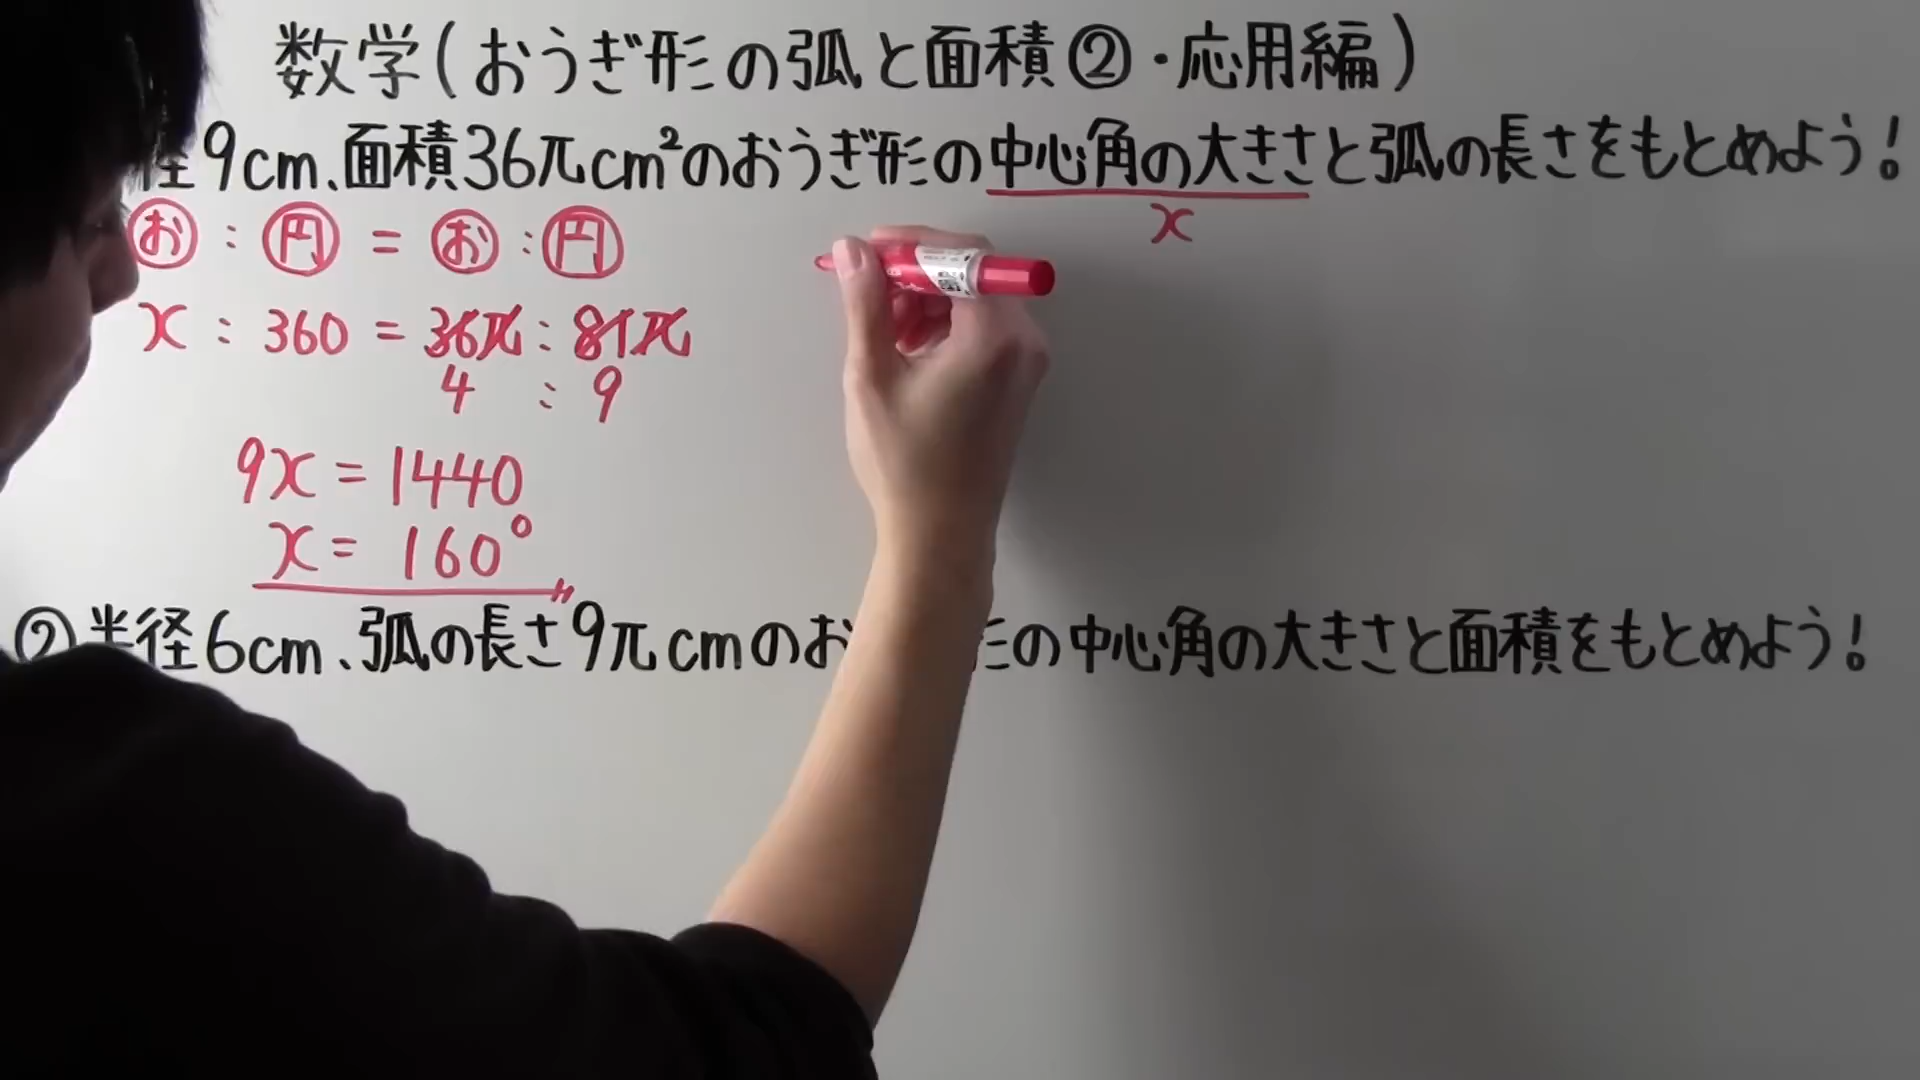 数学(おうぎ形の弧と面積②・応用編)
径9cm、面積36πcm²のおうぎ形の中心角の大きさと弧の長さをもとめよう!
x
お : 円 = お : 円
x : 360 = 36π : 81π
4 : 9
9x = 1440
x = 160°
②半径6cm、弧の長さ9πcmのお 形の中心角の大きさと面積をもとめよう!